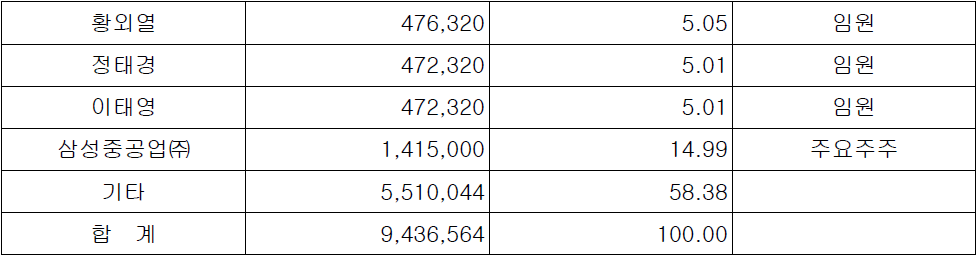 황외열 476,320 5.05 임원
정태경 472,320 5.01 임원
이태영 472,320 5.01 임원
삼성중공업㈜ 1,415,000 14.99 주요주주
기타 5,510,044 58.38
합 계 9,436,564 100.00